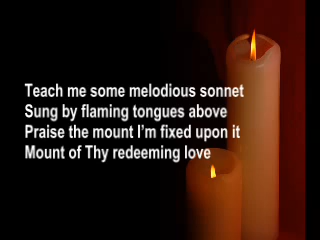 Teach me some melodious sonnet
Sung by flaming tongues above
Praise the mount I'm fixed upon it
Mount of Thy redeeming love